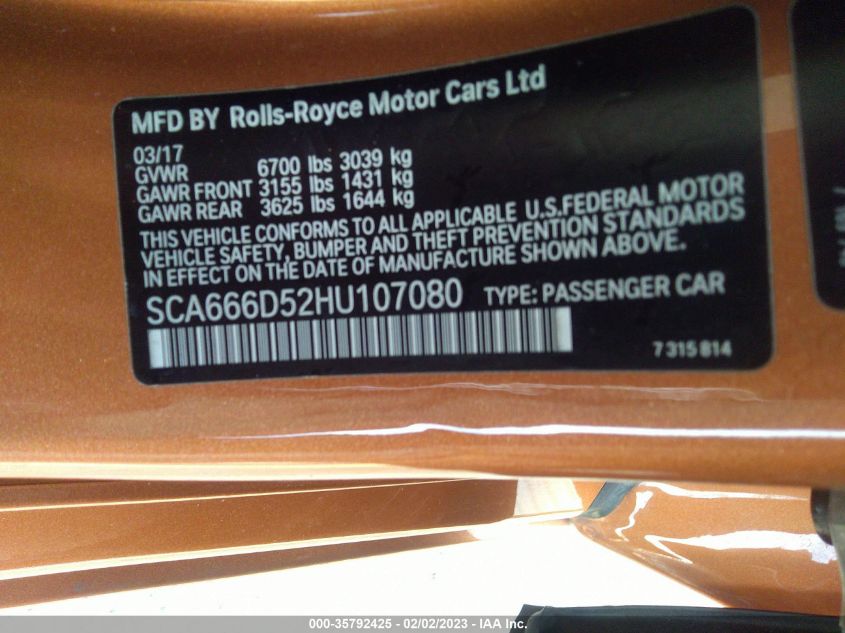 MFD BY Rolls-Royce Motor Cars Ltd
03/17
GVWR 6700 lbs 3039 kg
GAWR FRONT 3155 lbs 1431 kg
GAWR REAR 3625 lbs 1644 kg
THIS VEHICLE CONFORMS TO ALL APPLICABLE U.S.FEDERAL MOTOR
VEHICLE SAFETY, BUMPER AND THEFT PREVENTION STANDARDS
IN EFFECT ON THE DATE OF MANUFACTURE SHOWN ABOVE.
SCA666D52HU107080 TYPE: PASSENGER CAR
7315814
000-35792425 - 02/02/2023 - IAA Inc.